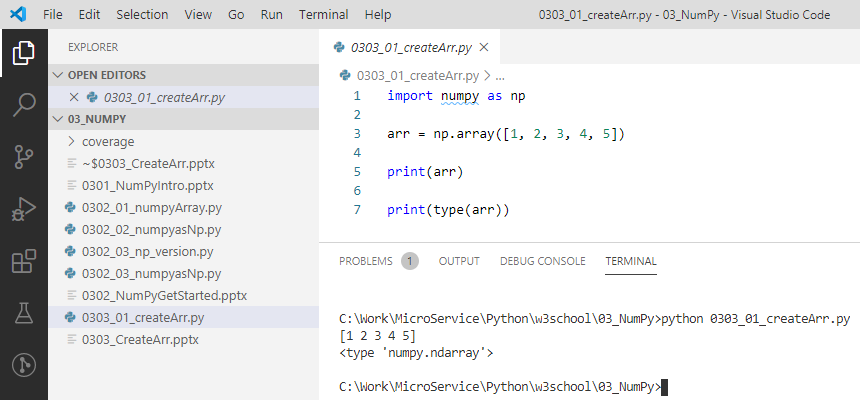 File Edit Selection View Go Run Terminal Help 0303_01_createArr.py - 03_NumPy - Visual Studio Code
EXPLORER
OPEN EDITORS
0303_01_createArr.py
03_NUMPY
coverage
~$0303_CreateArr.pptx
0301_NumPyIntro.pptx
0302_01_numpyArray.py
0302_02_numpyasNp.py
0302_03_np_version.py
0302_03_numpyasNp.py
0302_NumPyGetStarted.pptx
0303_01_createArr.py
0303_CreateArr.pptx
0303_01_createArr.py
0303_01_createArr.py > ...
1 import numpy as np
2
3 arr = np.array([1, 2, 3, 4, 5])
4
5 print(arr)
6
7 print(type(arr))
PROBLEMS 1 OUTPUT DEBUG CONSOLE TERMINAL
C:\Work\MicroService\Python\w3school\03_NumPy>python 0303_01_createArr.py
[1 2 3 4 5]
<type 'numpy.ndarray'>
C:\Work\MicroService\Python\w3school\03_NumPy>